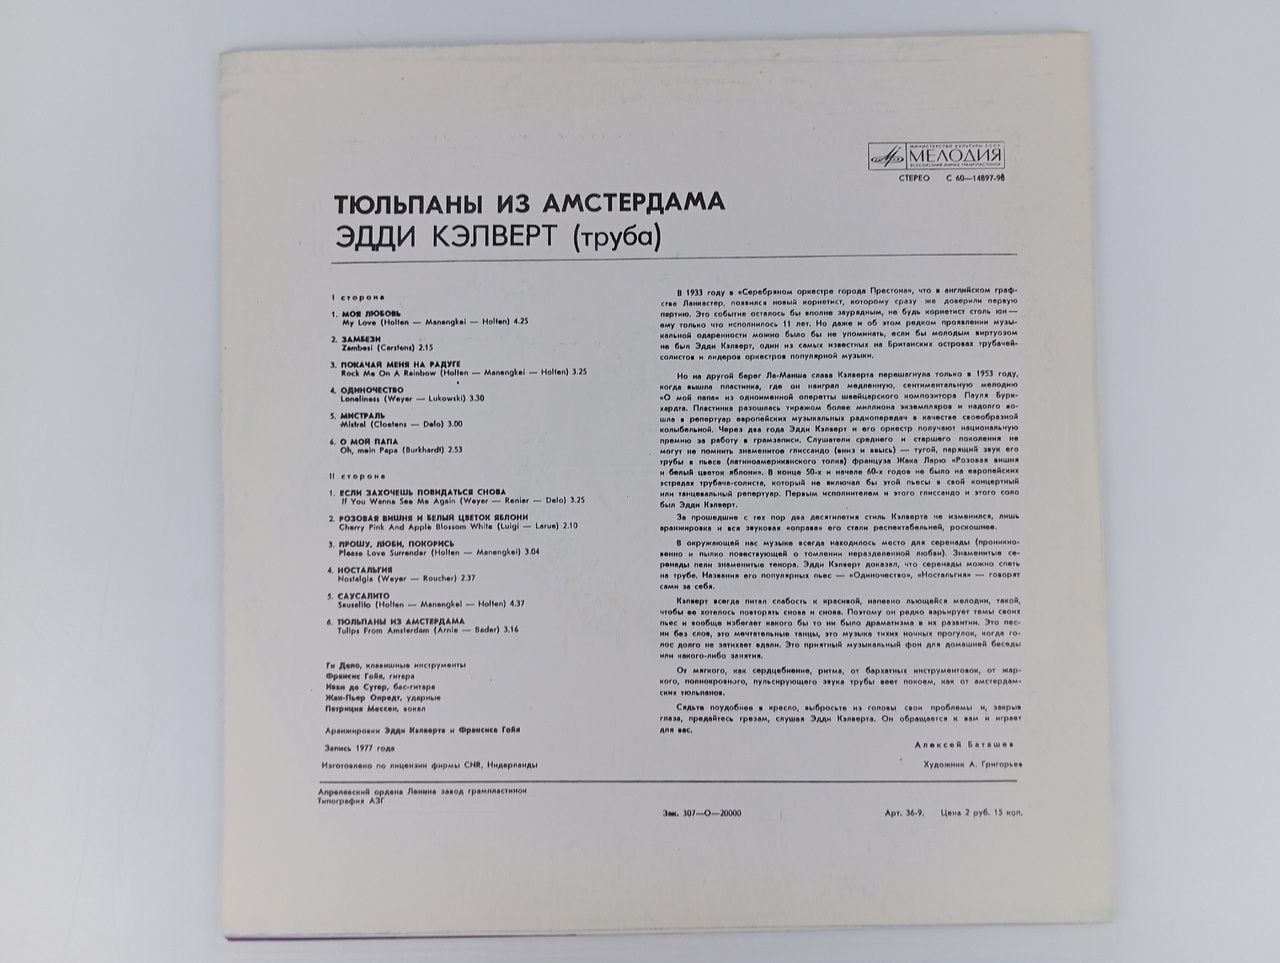 МИНИСТЕРСТВО КУЛЬТУРЫ СССР
МЕЛОДИЯ
ВСЕСОЮЗНАЯ ФИРМА ГРАМПЛАСТИНОК
СТЕРЕО С 60—14897-98
ТЮЛЬПАНЫ ИЗ АМСТЕРДАМА
ЭДДИ КЭЛВЕРТ (труба)
I сторона
1. МОЯ ЛЮБОВЬ
My Love (Holten — Manengkei — Holten) 4.25
2. ЗАМБЕЗИ
Zambesi (Carstens) 2.15
3. ПОКАЧАЙ МЕНЯ НА РАДУГЕ
Rock Me On A Rainbow (Holten — Manengkei — Holten) 3.25
4. ОДИНОЧЕСТВО
Loneliness (Weyer — Lukowski) 3.30
5. МИСТРАЛЬ
Mistral (Cloetens — Delo) 3.00
6. О МОЙ ПАПА
Oh, mein Papa (Burkhardt) 2.53
II сторона
1. ЕСЛИ ЗАХОЧЕШЬ ПОВИДАТЬСЯ СНОВА
If You Wanna See Me Again (Weyer — Renier — Delo) 3.25
2. РОЗОВАЯ ВИШНЯ И БЕЛЫЙ ЦВЕТОК ЯБЛОНИ
Cherry Pink And Apple Blossom White (Luigi — Larue) 2.10
3. ПРОШУ, ЛЮБИ, ПОКОРИСЬ
Please Love Surrender (Holten — Manengkei) 3.04
4. НОСТАЛЬГИЯ
Nostalgia (Weyer — Roucher) 2.37
5. САУСАЛИТО
Sausalito (Holten — Manengkei — Holten) 4.37
6. ТЮЛЬПАНЫ ИЗ АМСТЕРДАМА
Tulips From Amsterdam (Arnie — Bader) 3.16
Ги Дело, клавишные инструменты
Франсис Гойя, гитара
Иван де Сутер, бас-гитара
Жан-Пьер Онредт, ударные
Патриция Мессен, вокал
Аранжировки Эдди Кэлверта и Франсиса Гойя
Запись 1977 года
Изготовлено по лицензии фирмы CNR, Нидерланды
В 1933 году в «Серебряном оркестре города Престона», что в английском граф-
стве Ланкастер, появился новый корнетист, которому сразу же доверили первую
партию. Это событие осталось бы вполне заурядным, не будь корнетист столь юн —
ему только что исполнилось 11 лет. Но даже и об этом редком проявлении музы-
кальной одаренности можно было бы не упоминать, если бы молодым виртуозом
не был Эдди Кэлверт, один из самых известных на Британских островах трубачей-
солистов и лидеров оркестров популярной музыки.
Но на другой берег Ла-Манша слава Кэлверта перешагнула только в 1953 году,
когда вышла пластинка, где он наиграл медленную, сентиментальную мелодию
«О мой папа» из одноименной оперетты швейцарского композитора Пауля Бурк-
хардта. Пластинка разошлась тиражом более миллиона экземпляров и надолго во-
шла в репертуар европейских музыкальных радиопередач в качестве своеобразной
колыбельной. Через два года Эдди Кэлверт и его оркестр получают национальную
премию за работу в грамзаписи. Слушатели среднего и старшего поколения не
могут не помнить знаменитое глиссандо (вниз и ввысь) — тугой, парящий звук его
трубы в пьесе (латиноамериканского толка) француза Жака Ларю «Розовая вишня
и белый цветок яблони». В конце 50-х и начале 60-х годов не было на европейских
эстрадах трубача-солиста, который не включал бы этой пьесы в свой концертный
или танцевальный репертуар. Первым исполнителем и этого глиссандо и этого соло
был Эдди Кэлверт.
За прошедшие с тех пор два десятилетия стиль Кэлверта не изменился, лишь
аранжировка и вся звуковая «оправа» его стали респектабельней, роскошнее.
В окружающей нас музыке всегда находилось место для серенады (проникно-
венно и пылко повествующей о томлении неразделенной любви). Знаменитые се-
ренады пели знаменитые тенора. Эдди Кэлверт доказал, что серенады можно спеть
на трубе. Названия его популярных пьес — «Одиночество», «Ностальгия» — говорят
сами за себя.
Кэлверт всегда питал слабость к красивой, напевно льющейся мелодии, такой,
чтобы ее хотелось повторять снова и снова. Поэтому он редко варьирует темы своих
пьес и вообще избегает какого бы то ни было драматизма в их развитии. Это пес-
ни без слов, это мечтательные танцы, это музыка тихих ночных прогулок, когда го-
лос долго не затихает вдали. Это приятный музыкальный фон для домашней беседы
или какого-либо занятия.
От мягкого, как сердцебиение, ритма, от бархатных инструментовок, от жар-
кого, полнокровного, пульсирующего звука трубы веет покоем, как от амстердам-
ских тюльпанов.
Сядьте поудобнее в кресло, выбросьте из головы свои проблемы и, закрыв
глаза, предайтесь грезам, слушая Эдди Кэлверта. Он обращается к вам и играет
для вас.
Алексей Баташев
Художник А. Григорьев
Апрелевский ордена Ленина завод грампластинок
Типография АЗГ
Зак. 307—О—20000
Арт. 36-9. Цена 2 руб. 15 коп.